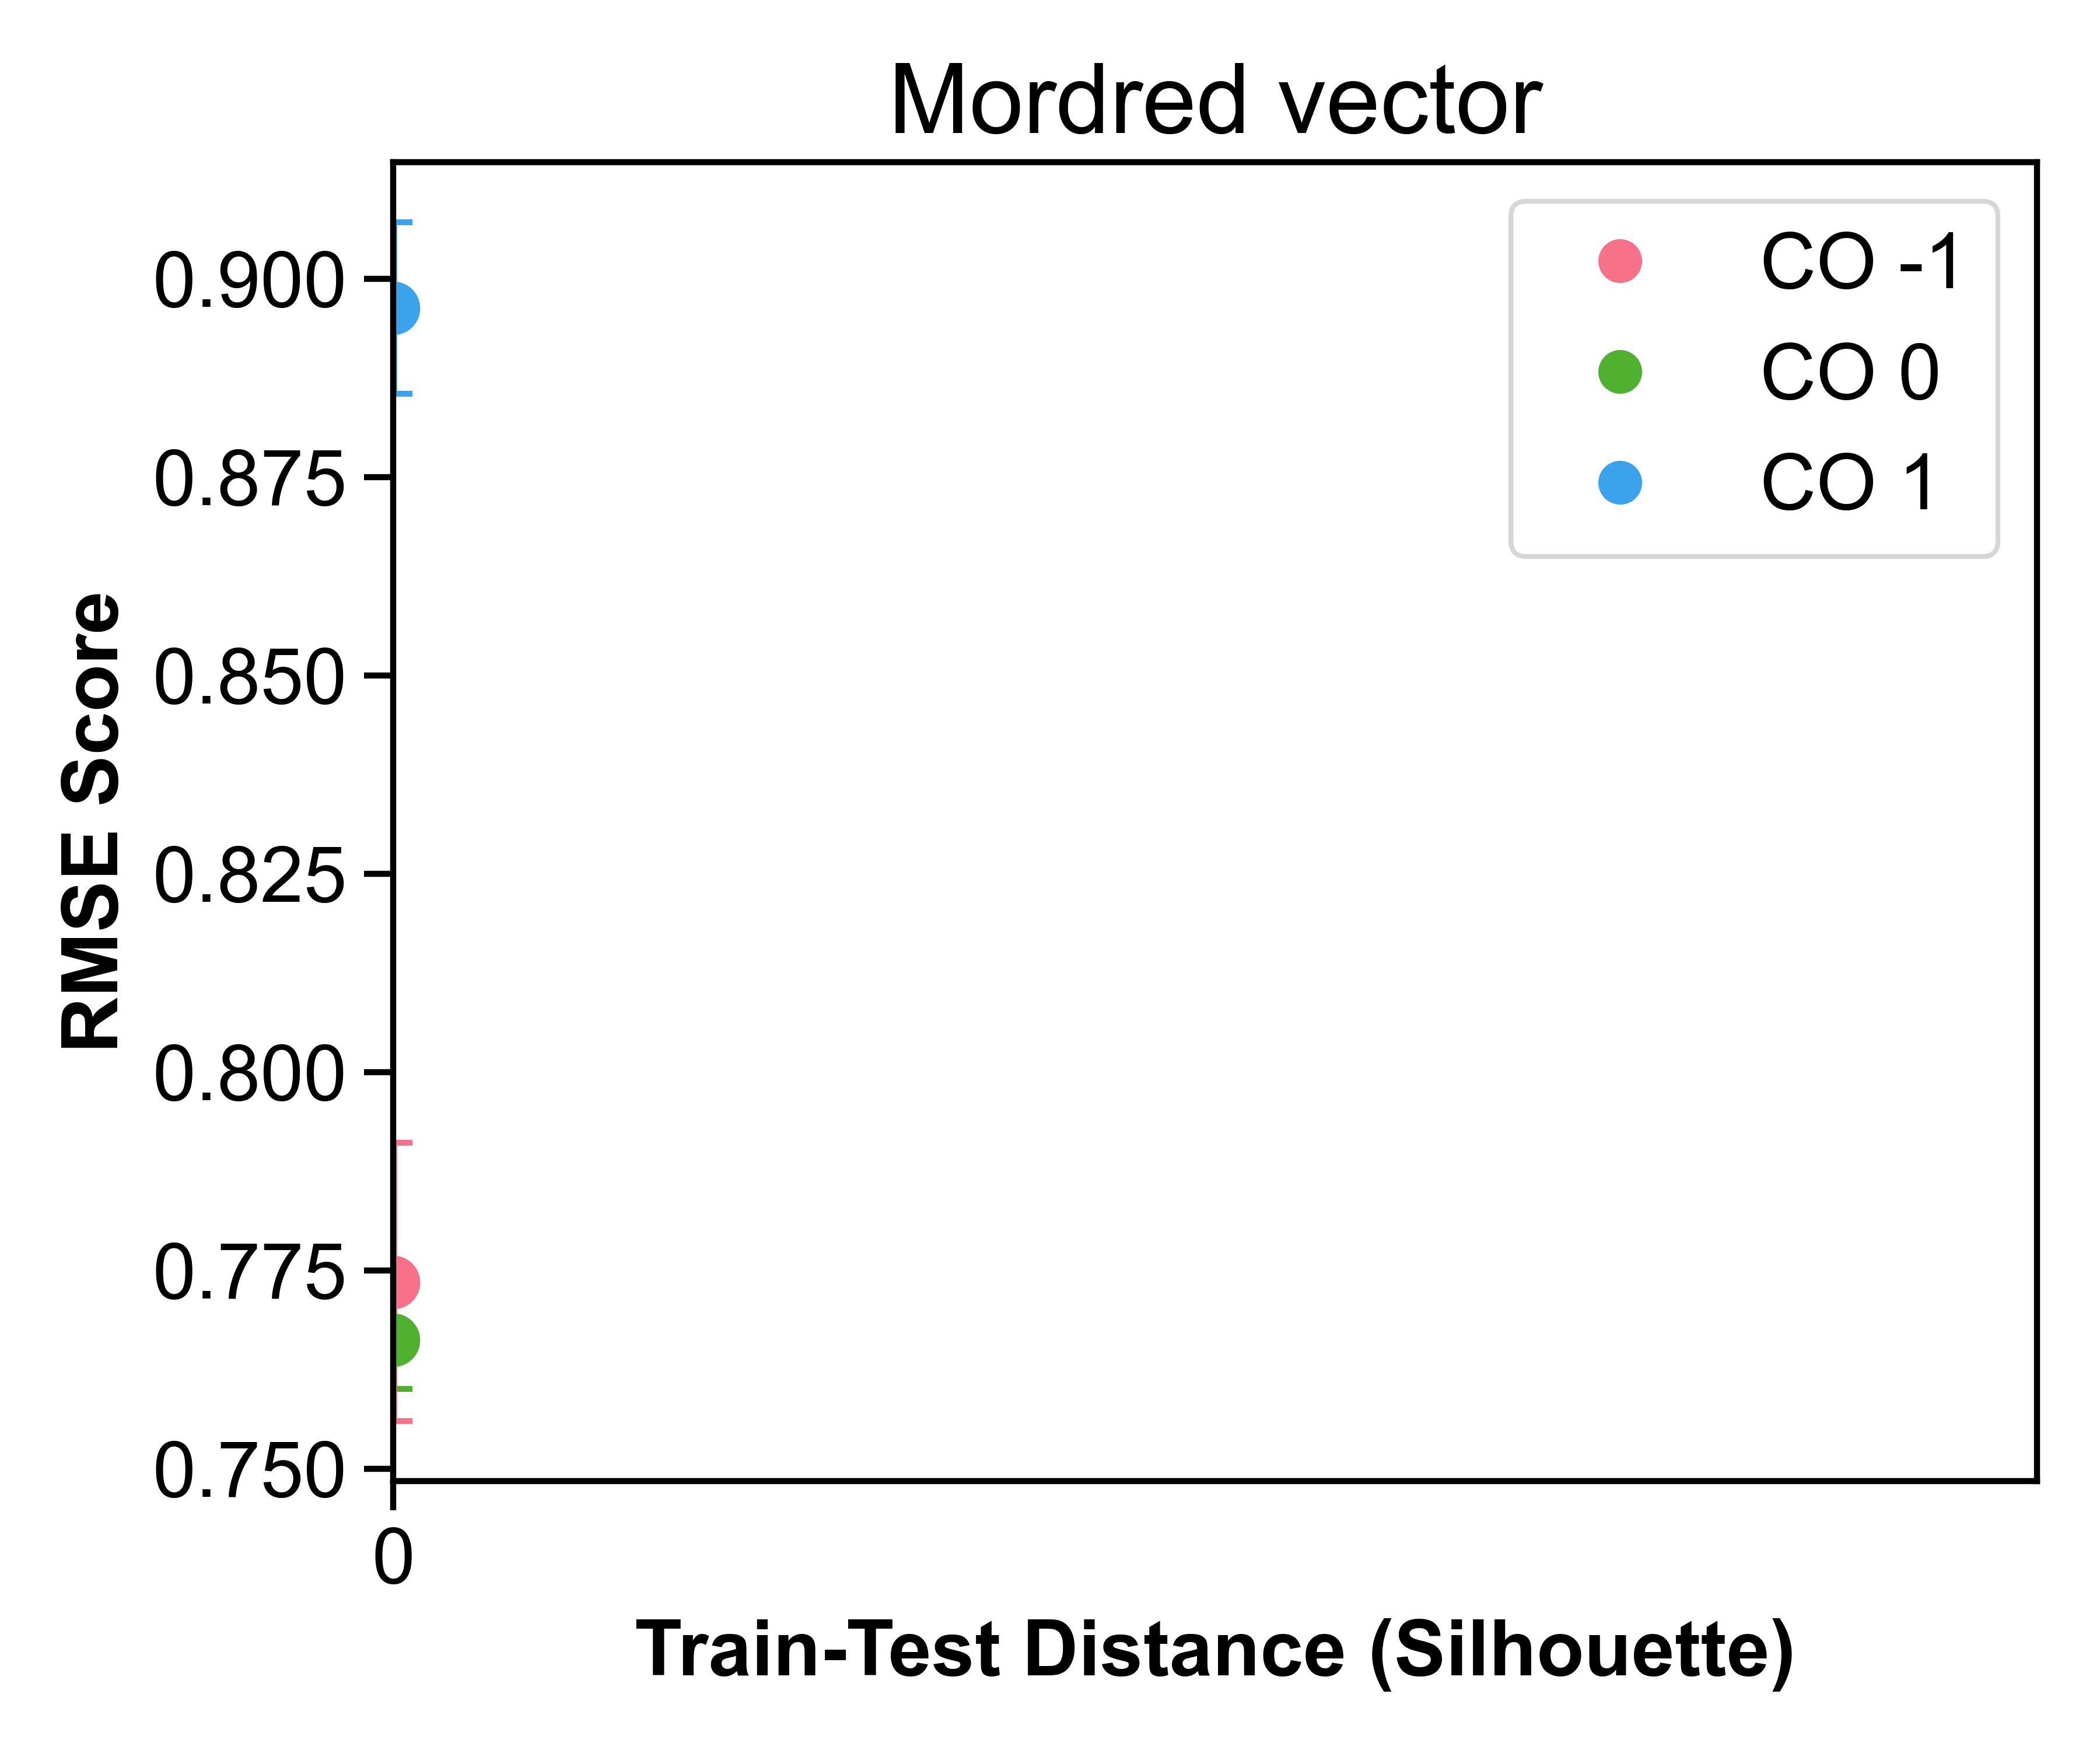 Mordred vector
CO -1
CO 0
CO 1
RMSE Score
0.900
0.875
0.850
0.825
0.800
0.775
0.750
0
Train-Test Distance (Silhouette)